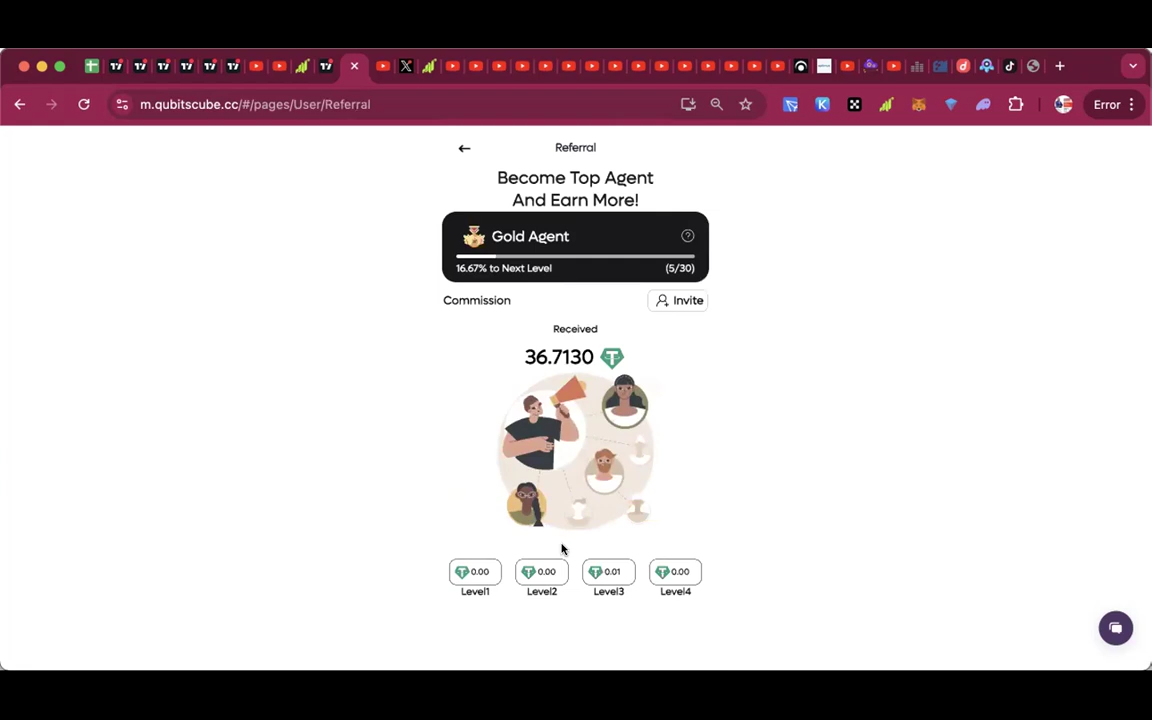 m.qubitscube.cc/#/pages/User/Referral
Error
Referral
Become Top Agent
And Earn More!
Gold Agent
16.67% to Next Level (5/30)
Commission
Invite
Received
36.7130
0.00 0.00 0.01 0.00
Level1 Level2 Level3 Level4